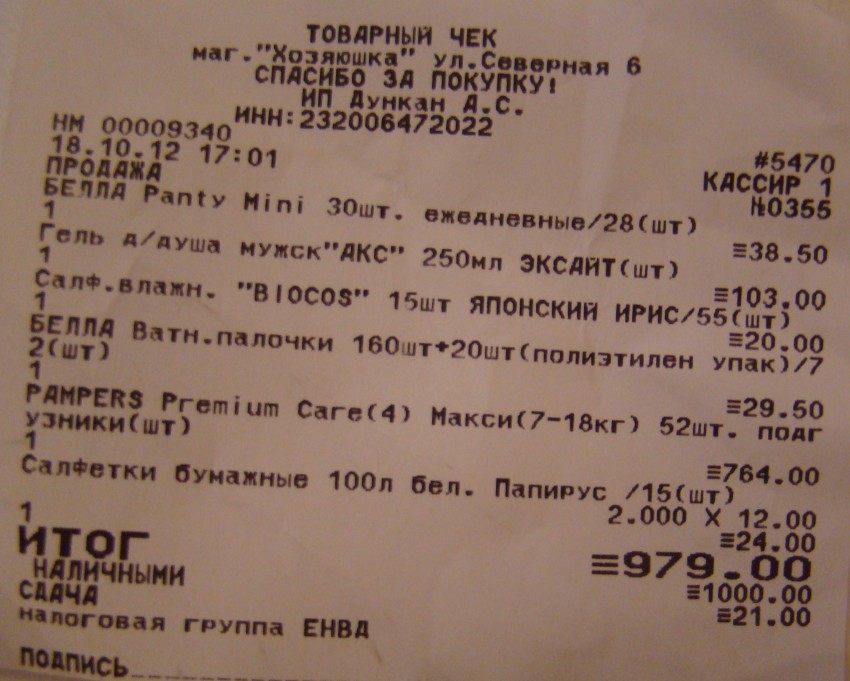 ТОВАРНЫЙ ЧЕК
маг."Хозяюшка" ул.Северная 6
СПАСИБО ЗА ПОКУПКУ!
ИП Дункан Д.С.
ИНН:232006472022
НМ 00009340 #5470
18.10.12 17:01 КАССИР 1
ПРОДАЖА №0355
БЕЛЛА Panty Mini 30шт. ежедневные/28(шт)
1 ≡38.50
Гель д/душа мужск"АКС" 250мл ЭКСАЙТ(шт)
1 ≡103.00
Салф.влажн. "BIOCOS" 15шт ЯПОНСКИЙ ИРИС/55(шт)
1 ≡20.00
БЕЛЛА Ватн.палочки 160шт+20шт(полиэтилен упак)/7
2(шт)
1 ≡29.50
PAMPERS Premium Care(4) Макси(7-18кг) 52шт. подг
узники(шт)
1 ≡764.00
Салфетки бумажные 100л бел. Папирус /15(шт)
2.000 X 12.00
1 ≡24.00
ИТОГ ≡979.00
НАЛИЧНЫМИ ≡1000.00
СДАЧА ≡21.00
налоговая группа ЕНВД
ПОДПИСЬ_______________